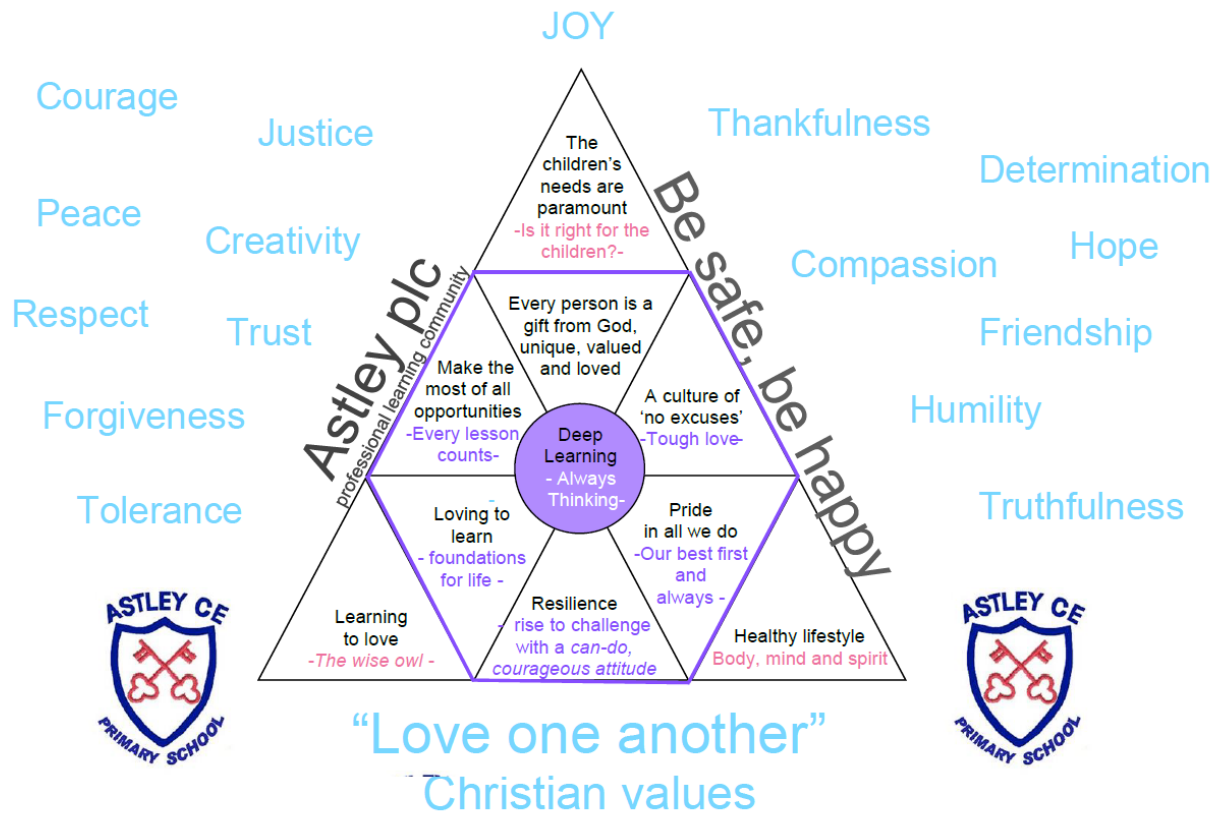 JOY
Courage
Justice
Thankfulness
Determination
Peace
Creativity
Hope
Compassion
Respect
Trust
Friendship
Forgiveness
Humility
Tolerance
Truthfulness
Astley plc
professional learning community
Be safe, be happy
The
children's
needs are
paramount
-Is it right for the
children?-
Every person is a
gift from God,
unique, valued
and loved
Make the
most of all
opportunities
-Every lesson
counts-
A culture of
'no excuses'
-Tough love-
Deep
Learning
- Always
Thinking-
-
Loving to
learn
- foundations
for life -
Pride
in all we do
-Our best first
and
always -
Learning
to love
-The wise owl -
Resilience
- rise to challenge
with a can-do,
courageous attitude
Healthy lifestyle
Body, mind and spirit
ASTLEY CE
PRIMARY SCHOOL
ASTLEY CE
PRIMARY SCHOOL
“Love one another”
Christian values